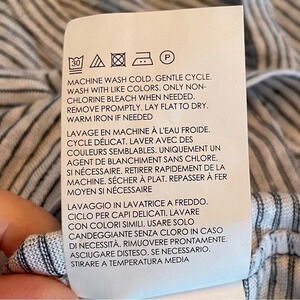 30
P
MACHINE WASH COLD. GENTLE CYCLE.
WASH WITH LIKE COLORS. ONLY NON-
CHLORINE BLEACH WHEN NEEDED.
REMOVE PROMPTLY. LAY FLAT TO DRY.
WARM IRON IF NEEDED
LAVAGE EN MACHINE À L'EAU FROIDE.
CYCLE DÉLICAT. LAVER AVEC DES
COULEURS SEMBLABLES. UNIQUEMENT UN
AGENT DE BLANCHIMENT SANS CHLORE.
SI NÉCESSAIRE. RETIRER RAPIDEMENT DE LA
MACHINE. SÉCHER À PLAT. REPASSER À FER
MOYEN SI NÉCESSAIRE
LAVAGGIO IN LAVATRICE A FREDDO.
CICLO PER CAPI DELICATI. LAVARE
CON COLORI SIMILI. USARE SOLO
CANDEGGIANTE SENZA CLORO IN CASO
DI NECESSITÀ. RIMUOVERE PRONTAMENTE.
ASCIUGARE DISTESO. SE NECESSARIO.
STIRARE A TEMPERATURA MEDIA